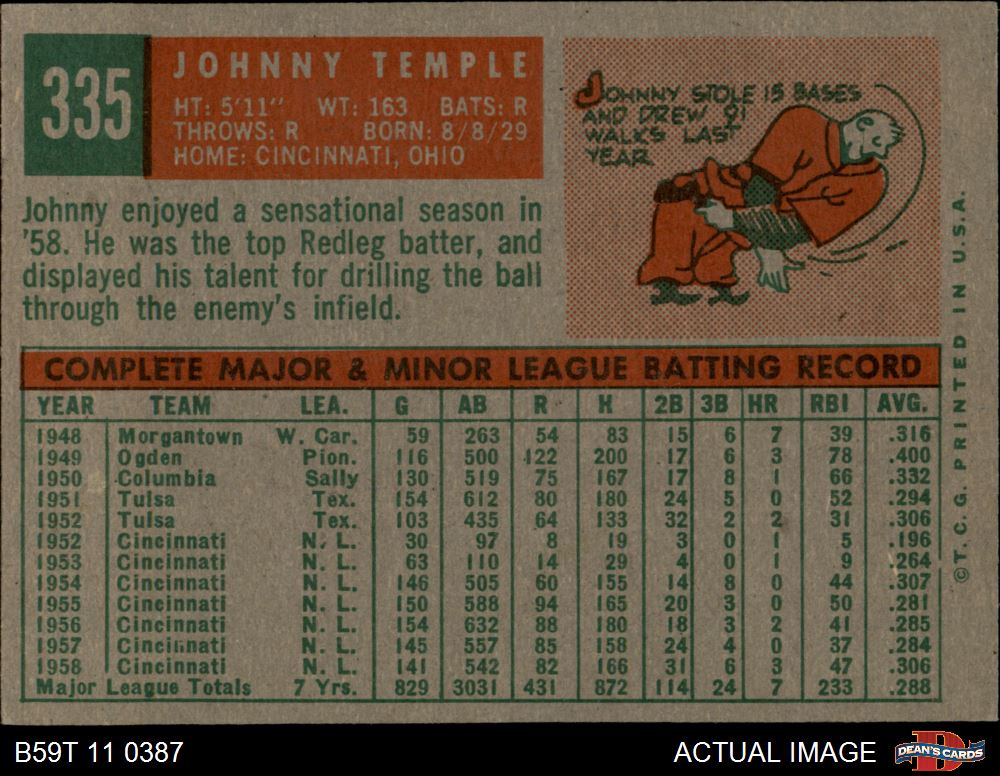 335
JOHNNY TEMPLE
HT: 5'11" WT: 163 BATS: R
THROWS: R BORN: 8/8/29
HOME: CINCINNATI, OHIO
JOHNNY STOLE 15 BASES
AND DREW 91
WALKS LAST
YEAR
Johnny enjoyed a sensational season in
'58. He was the top Redleg batter, and
displayed his talent for drilling the ball
through the enemy's infield.
COMPLETE MAJOR & MINOR LEAGUE BATTING RECORD
YEAR TEAM LEA. G AB R H 2B 3B HR RBI AVG.
1948 Morgantown W. Car. 59 263 54 83 15 6 7 39 .316
1949 Ogden Pion. 116 500 122 200 17 6 3 78 .400
1950 Columbia Sally 130 519 75 167 17 8 1 66 .332
1951 Tulsa Tex. 154 612 80 180 24 5 0 52 .294
1952 Tulsa Tex. 103 435 64 133 32 2 2 31 .306
1952 Cincinnati N. L. 30 97 8 19 3 0 1 5 .196
1953 Cincinnati N. L. 63 110 14 29 4 0 1 9 .264
1954 Cincinnati N. L. 146 505 60 155 14 8 0 44 .307
1955 Cincinnati N. L. 150 588 94 165 20 3 0 50 .281
1956 Cincinnati N. L. 154 632 88 180 18 3 2 41 .285
1957 Cincinnati N. L. 145 557 85 158 24 4 0 37 .284
1958 Cincinnati N. L. 141 542 82 166 31 6 3 47 .306
Major League Totals 7 Yrs. 829 3031 431 872 114 24 7 233 .288
©T.C.G. PRINTED IN U.S.A.
B59T 11 0387
ACTUAL IMAGE
DEAN'S CARDS